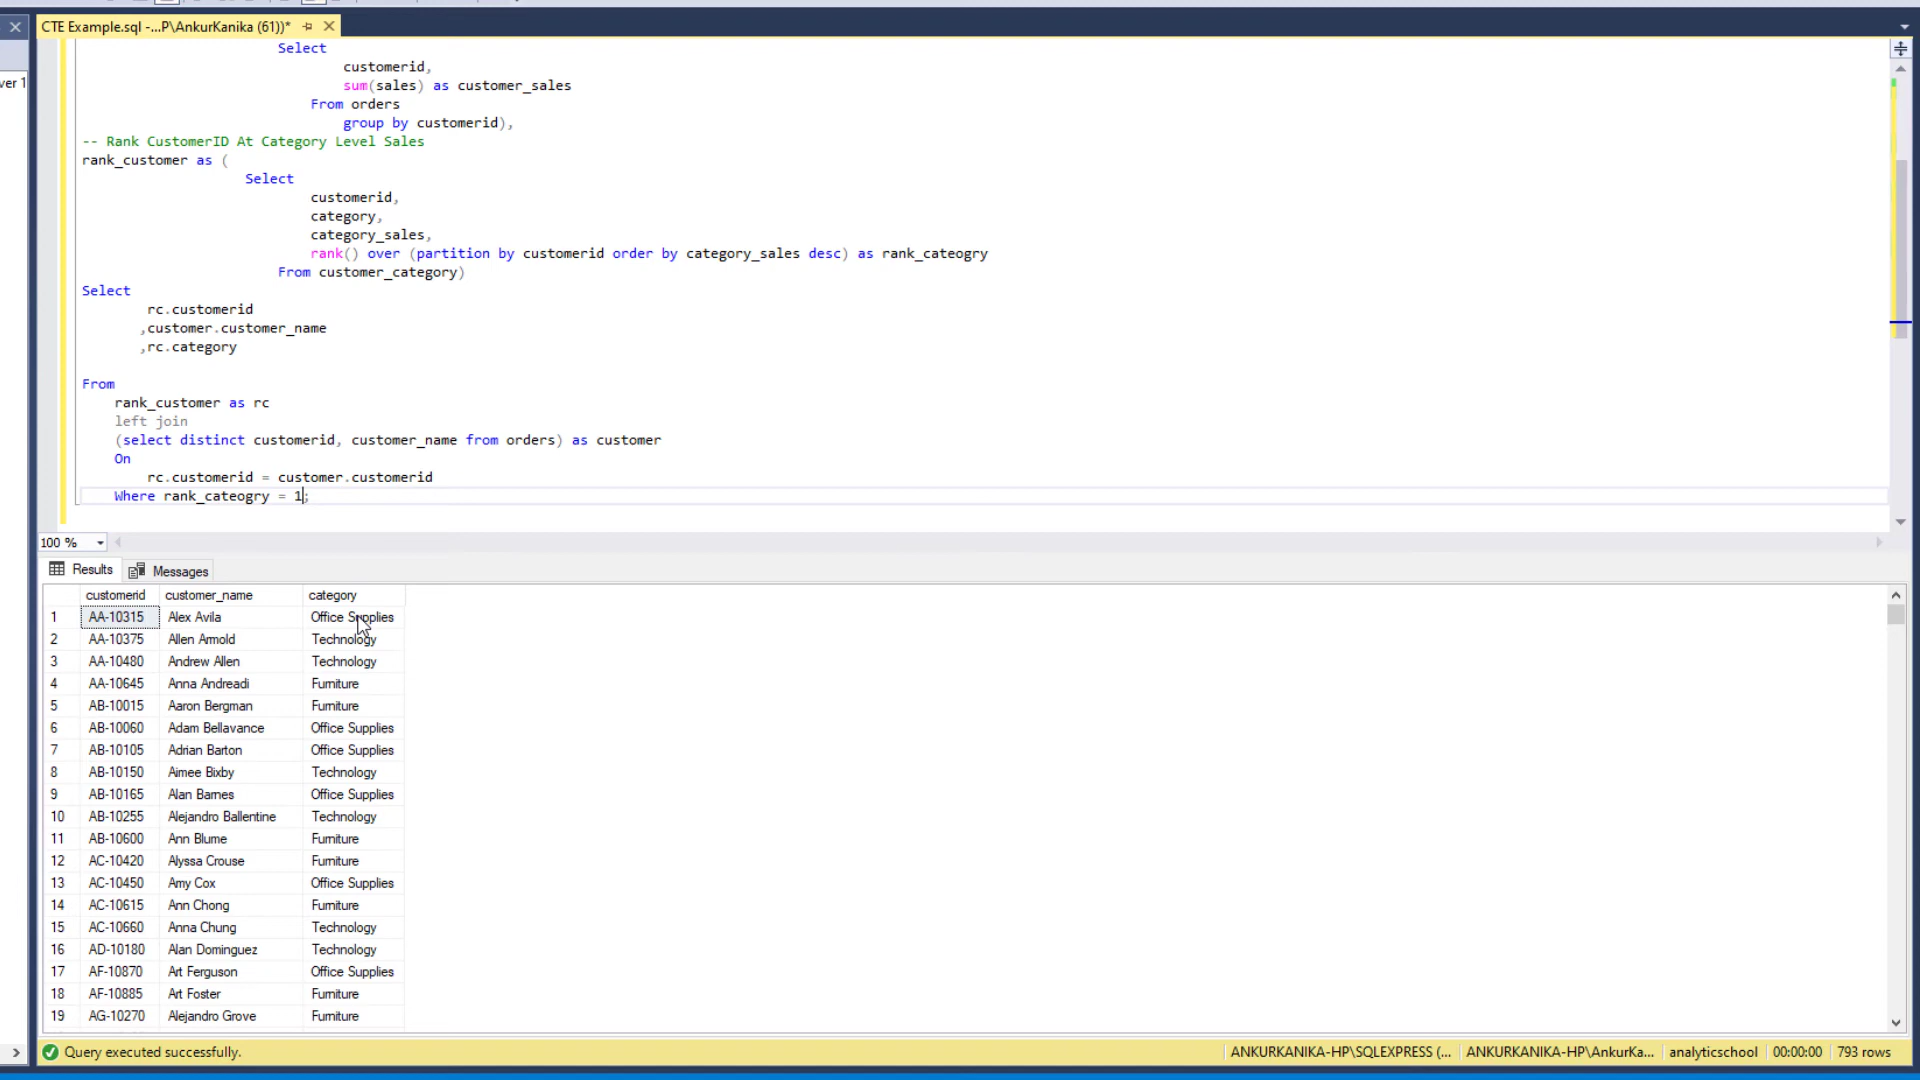 CTE Example.sql -...P\AnkurKanika (61))*
ver 1
Select
customerid,
sum(sales) as customer_sales
From orders
group by customerid),
-- Rank CustomerID At Category Level Sales
rank_customer as (
Select
customerid,
category,
category_sales,
rank() over (partition by customerid order by category_sales desc) as rank_cateogry
From customer_category)
Select
rc.customerid
,customer.customer_name
,rc.category
From
rank_customer as rc
left join
(select distinct customerid, customer_name from orders) as customer
On
rc.customerid = customer.customerid
Where rank_cateogry = 1;
100 %
Results Messages
customerid customer_name category
1 AA-10315 Alex Avila Office Supplies
2 AA-10375 Allen Armold Technology
3 AA-10480 Andrew Allen Technology
4 AA-10645 Anna Andreadi Furniture
5 AB-10015 Aaron Bergman Furniture
6 AB-10060 Adam Bellavance Office Supplies
7 AB-10105 Adrian Barton Office Supplies
8 AB-10150 Aimee Bixby Technology
9 AB-10165 Alan Barnes Office Supplies
10 AB-10255 Alejandro Ballentine Technology
11 AB-10600 Ann Blume Furniture
12 AC-10420 Alyssa Crouse Furniture
13 AC-10450 Amy Cox Office Supplies
14 AC-10615 Ann Chong Furniture
15 AC-10660 Anna Chung Technology
16 AD-10180 Alan Dominguez Technology
17 AF-10870 Art Ferguson Office Supplies
18 AF-10885 Art Foster Furniture
19 AG-10270 Alejandro Grove Furniture
Query executed successfully. ANKURKANIKA-HP\SQLEXPRESS (... ANKURKANIKA-HP\AnkurKa... analyticschool 00:00:00 793 rows